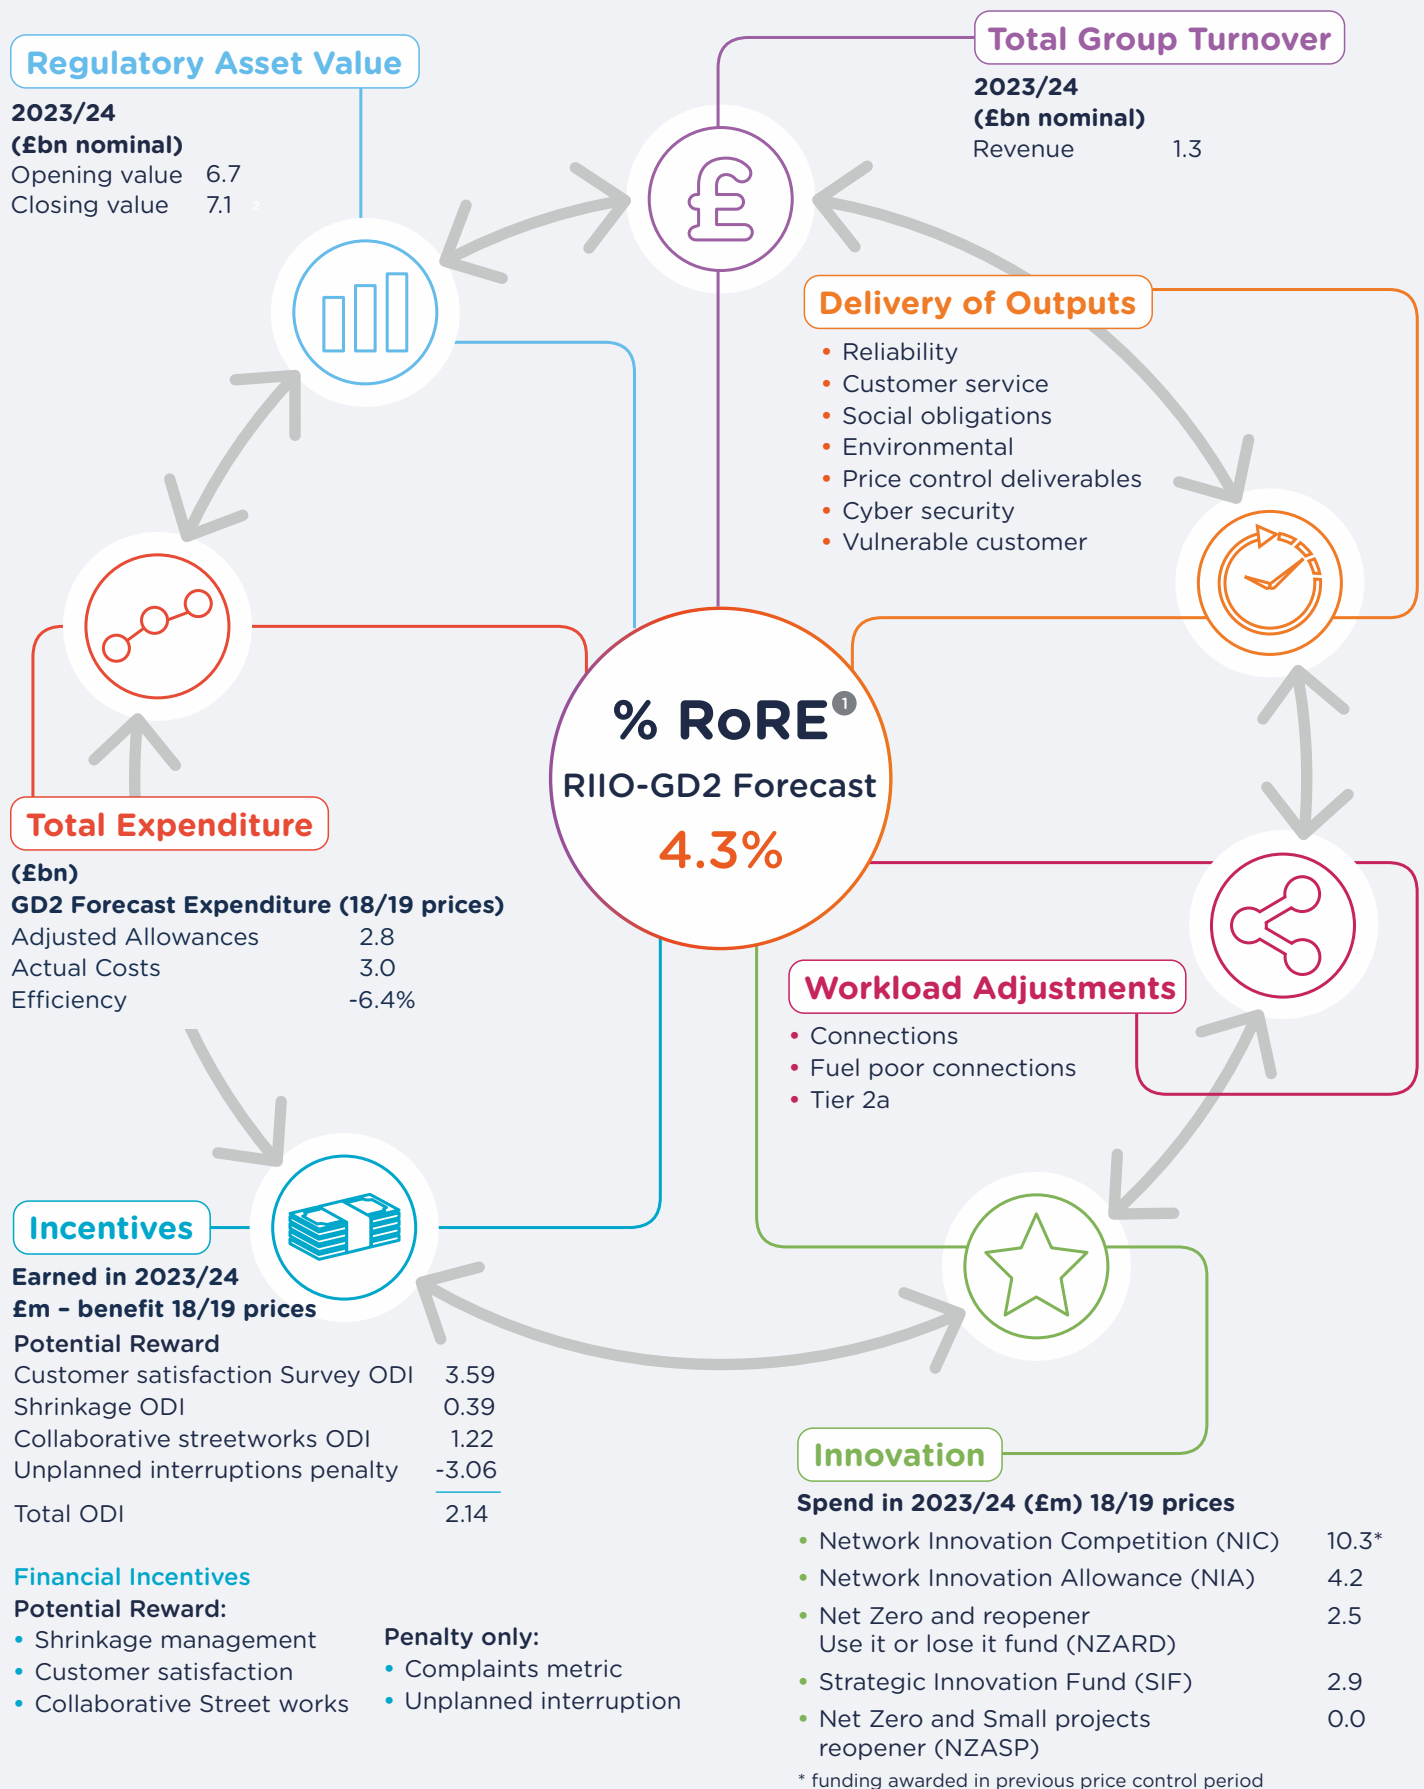 Regulatory Asset Value
2023/24
(£bn nominal)
Opening value 6.7
Closing value 7.1 2
Total Group Turnover
2023/24
(£bn nominal)
Revenue 1.3
Delivery of Outputs
• Reliability
• Customer service
• Social obligations
• Environmental
• Price control deliverables
• Cyber security
• Vulnerable customer
% RoRE 1
RIIO-GD2 Forecast
4.3%
Total Expenditure
(£bn)
GD2 Forecast Expenditure (18/19 prices)
Adjusted Allowances 2.8
Actual Costs 3.0
Efficiency -6.4%
Workload Adjustments
• Connections
• Fuel poor connections
• Tier 2a
Incentives
Earned in 2023/24
£m – benefit 18/19 prices
Potential Reward
Customer satisfaction Survey ODI 3.59
Shrinkage ODI 0.39
Collaborative streetworks ODI 1.22
Unplanned interruptions penalty -3.06
Total ODI 2.14
Financial Incentives
Potential Reward:
• Shrinkage management
• Customer satisfaction
• Collaborative Street works
Penalty only:
• Complaints metric
• Unplanned interruption
Innovation
Spend in 2023/24 (£m) 18/19 prices
• Network Innovation Competition (NIC) 10.3*
• Network Innovation Allowance (NIA) 4.2
• Net Zero and reopener 2.5
Use it or lose it fund (NZARD)
• Strategic Innovation Fund (SIF) 2.9
• Net Zero and Small projects 0.0
reopener (NZASP)
* funding awarded in previous price control period